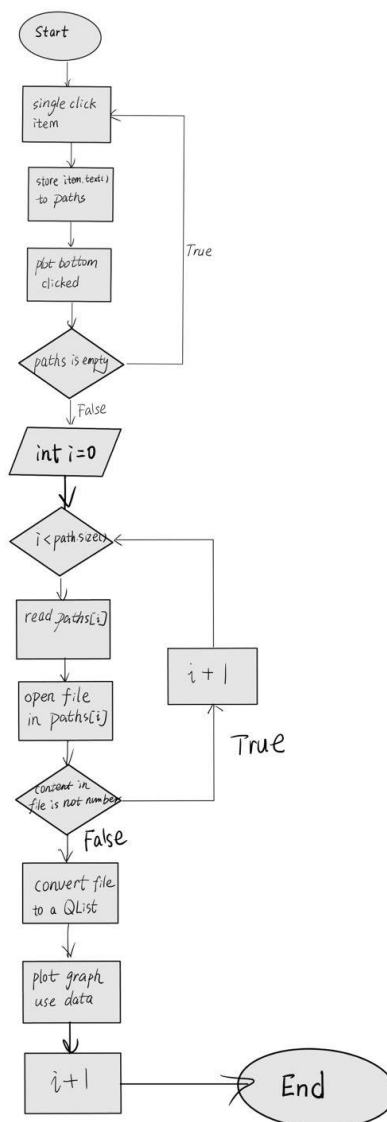 Start
single click
item
store item.text()
to paths
plot bottom
clicked
True
paths is empty
False
int i=0
i<path.size()
read paths[i]
i+1
open file
in paths[i]
True
content in
file is not numbers
False
convert file
to a QList
plot graph
use data
i+1
End